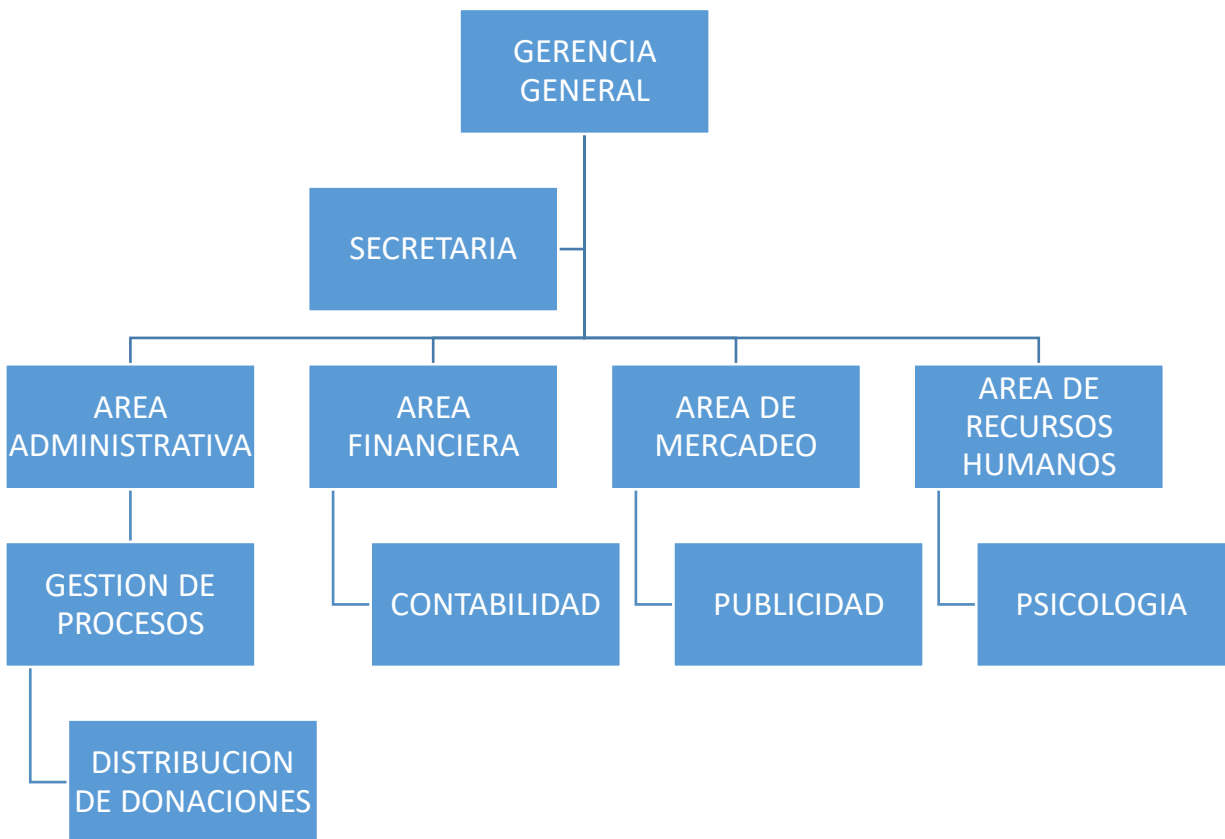 GERENCIA
GENERAL
SECRETARIA
AREA
ADMINISTRATIVA
AREA
FINANCIERA
AREA DE
MERCADEO
AREA DE
RECURSOS
HUMANOS
GESTION DE
PROCESOS
CONTABILIDAD
PUBLICIDAD
PSICOLOGIA
DISTRIBUCION
DE DONACIONES